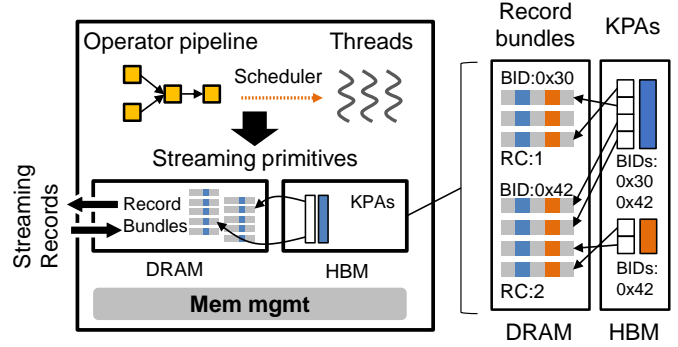 Operator pipeline
Threads
Scheduler
Streaming primitives
Record
Bundles
KPAs
DRAM
HBM
Mem mgmt
Streaming
Records
Record
bundles
KPAs
BID:0x30
RC:1
BID:0x42
RC:2
BIDs:
0x30
0x42
BIDs:
0x42
DRAM
HBM